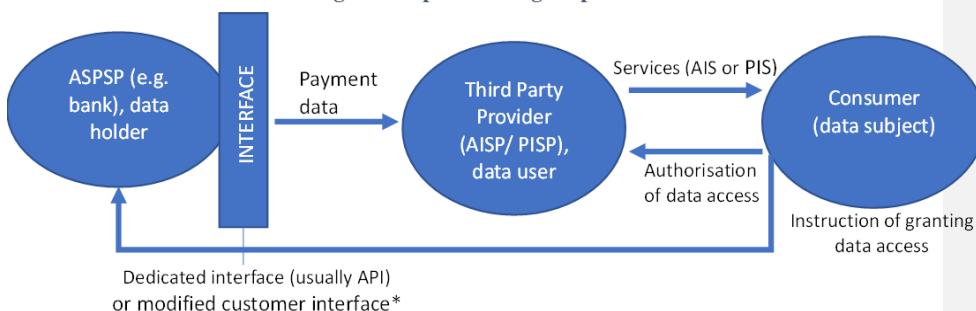 ASPSP (e.g.
bank), data
holder
INTERFACE
Payment
data
Third Party
Provider
(AISP/ PISP),
data user
Services (AIS or PIS)
Authorisation
of data access
Consumer
(data subject)
Instruction of granting
data access
Dedicated interface (usually API)
or modified customer interface*